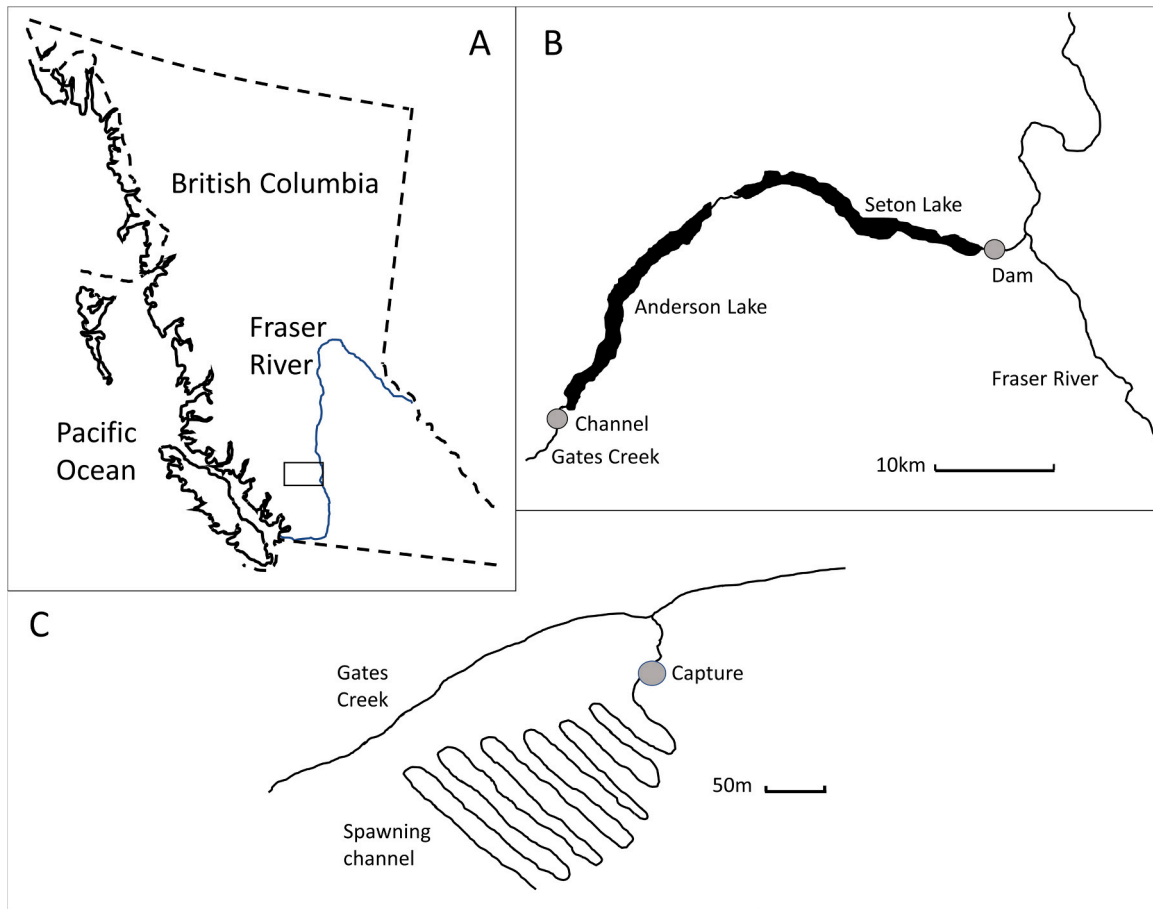 A
British Columbia
Fraser
River
Pacific
Ocean
B
Seton Lake
Dam
Anderson Lake
Fraser River
Channel
Gates Creek
10km
C
Gates
Creek
Capture
50m
Spawning
channel